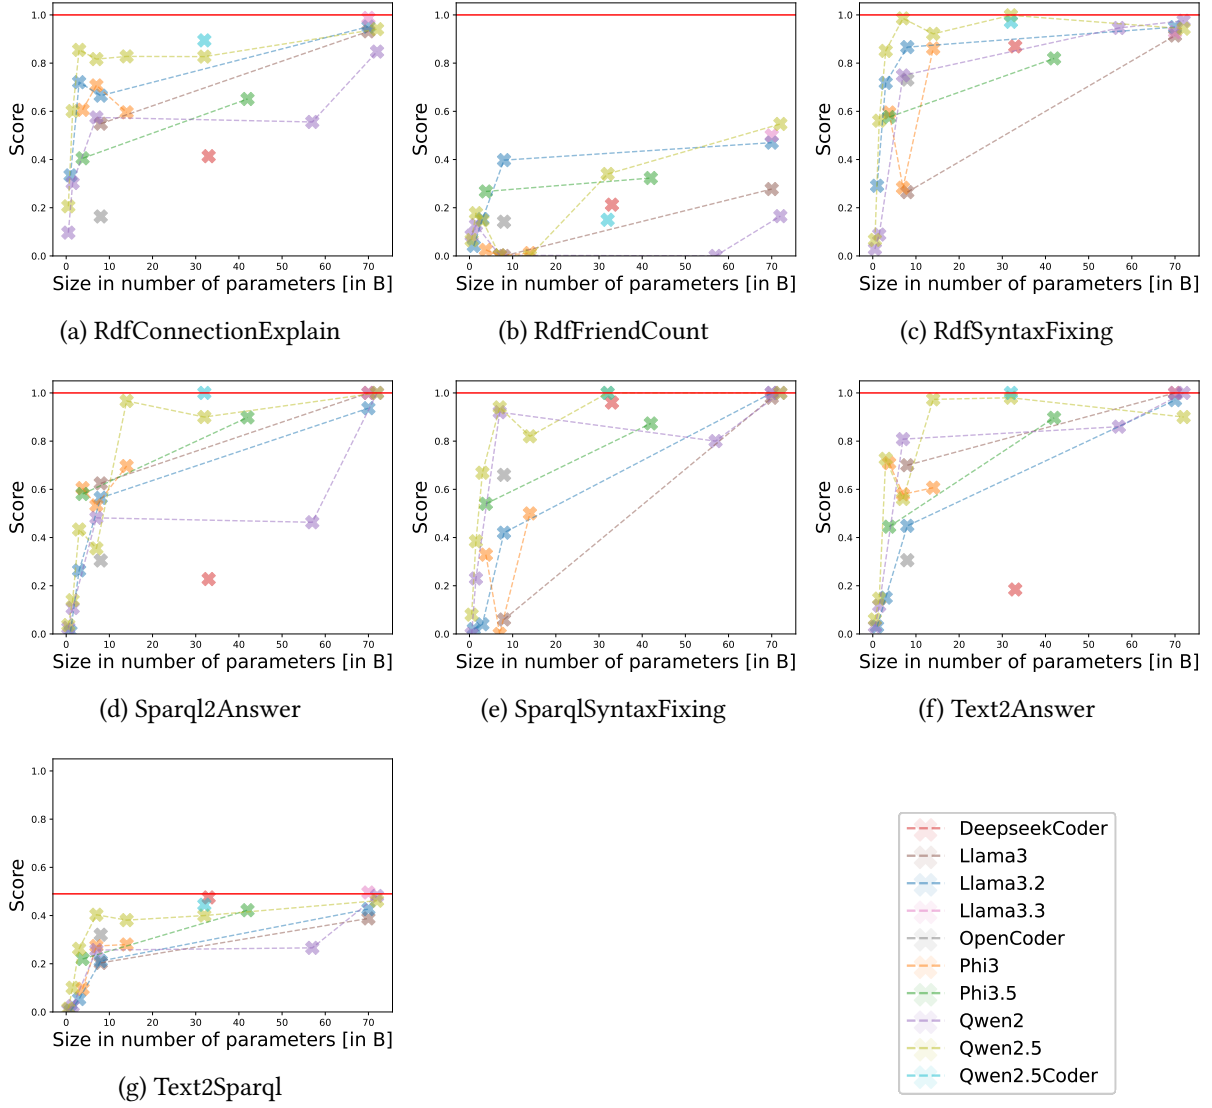 1.0
0.8
0.6
0.4
0.2
0.0
Score
0 10 20 30 40 50 60 70
Size in number of parameters [in B]
(a) RdfConnectionExplain
1.0
0.8
0.6
0.4
0.2
0.0
Score
0 10 20 30 40 50 60 70
Size in number of parameters [in B]
(b) RdfFriendCount
1.0
0.8
0.6
0.4
0.2
0.0
Score
0 10 20 30 40 50 60 70
Size in number of parameters [in B]
(c) RdfSyntaxFixing
1.0
0.8
0.6
0.4
0.2
0.0
Score
0 10 20 30 40 50 60 70
Size in number of parameters [in B]
(d) Sparql2Answer
1.0
0.8
0.6
0.4
0.2
0.0
Score
0 10 20 30 40 50 60 70
Size in number of parameters [in B]
(e) SparqlSyntaxFixing
1.0
0.8
0.6
0.4
0.2
0.0
Score
0 10 20 30 40 50 60 70
Size in number of parameters [in B]
(f) Text2Answer
1.0
0.8
0.6
0.4
0.2
0.0
Score
0 10 20 30 40 50 60 70
Size in number of parameters [in B]
(g) Text2Sparql
DeepseekCoder
Llama3
Llama3.2
Llama3.3
OpenCoder
Phi3
Phi3.5
Qwen2
Qwen2.5
Qwen2.5Coder